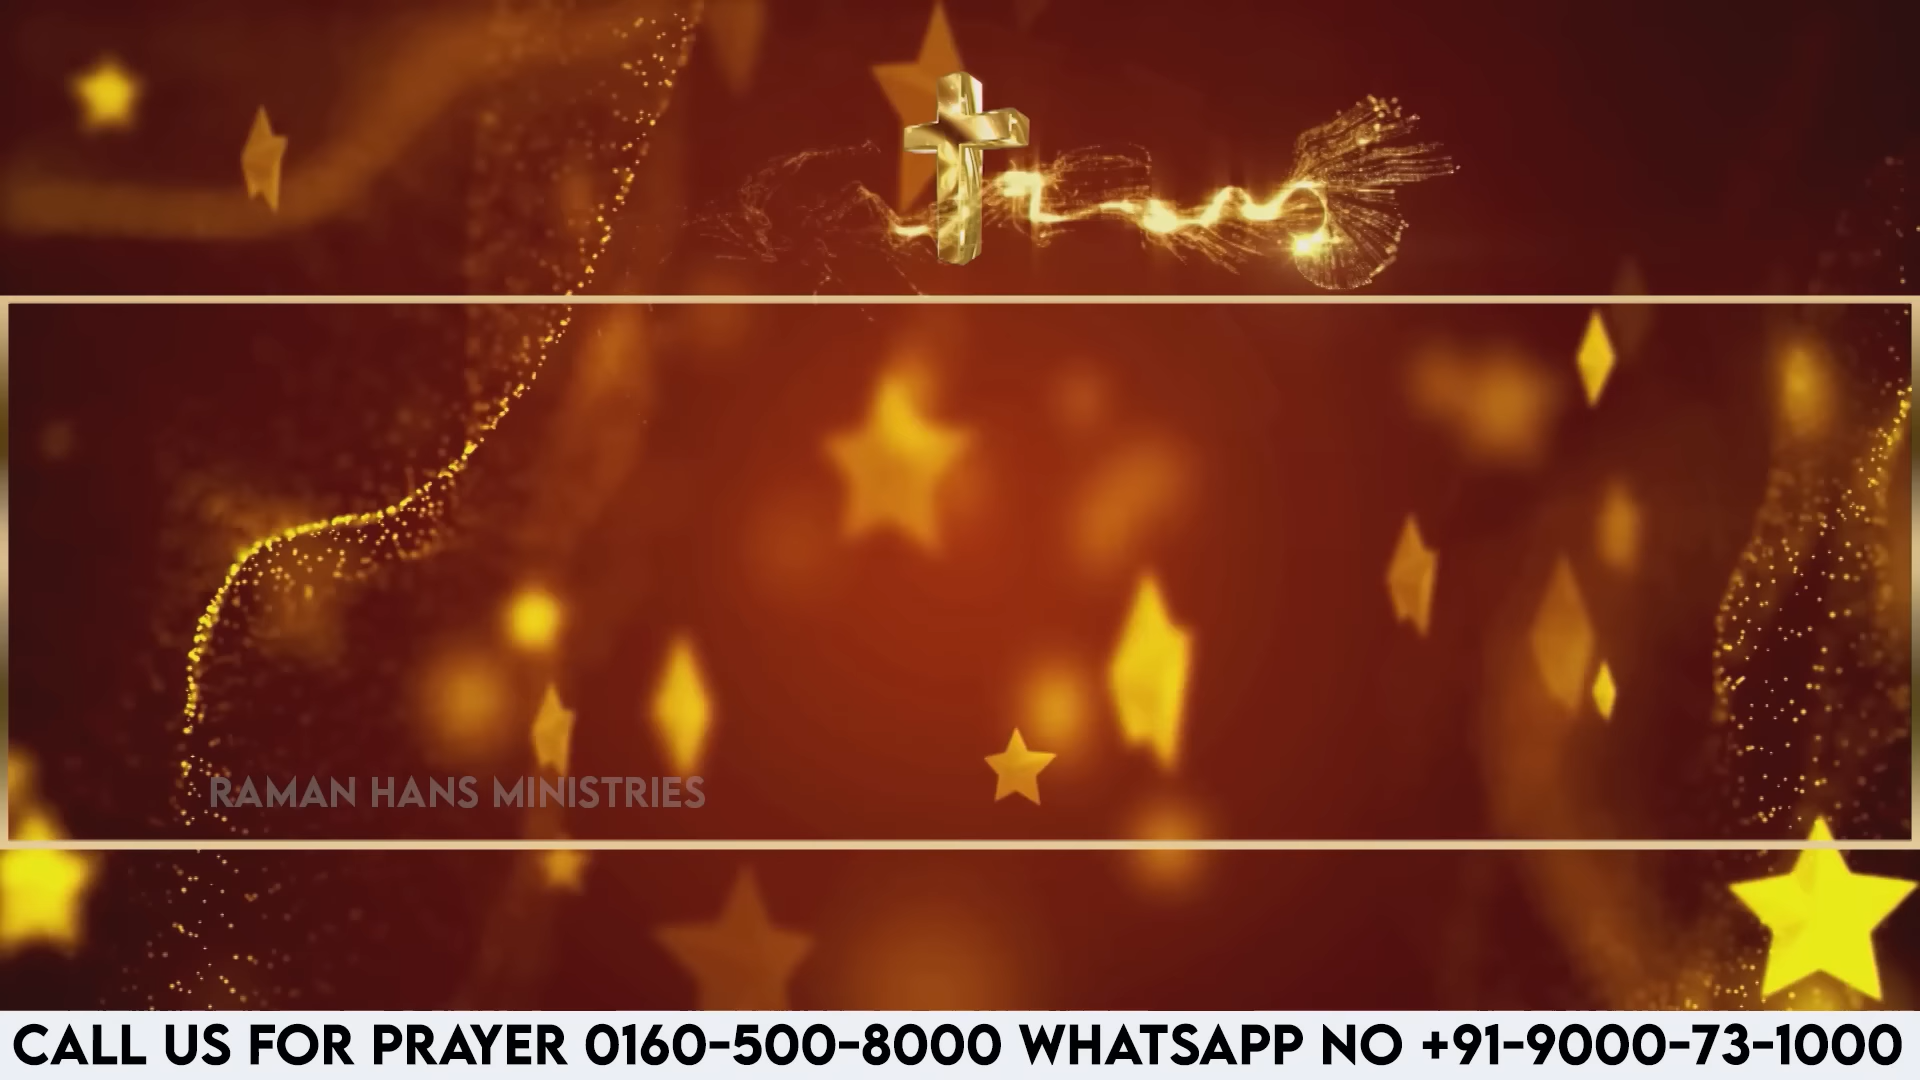 RAMAN HANS MINISTRIES
CALL US FOR PRAYER 0160-500-8000 WHATSAPP NO +91-9000-73-1000